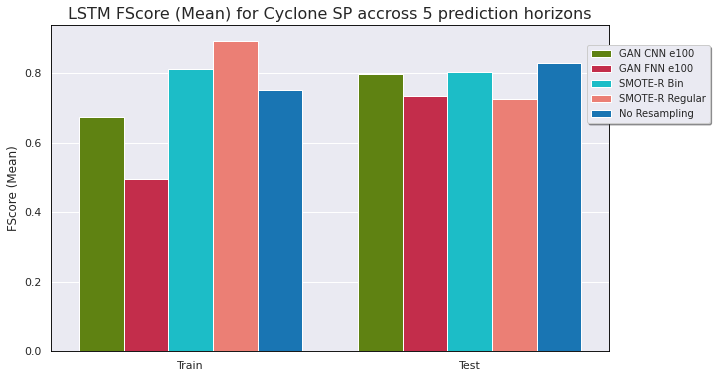 LSTM FScore (Mean) for Cyclone SP accross 5 prediction horizons
GAN CNN e100
GAN FNN e100
SMOTE-R Bin
SMOTE-R Regular
No Resampling
FScore (Mean)
0.8
0.6
0.4
0.2
0.0
Train
Test